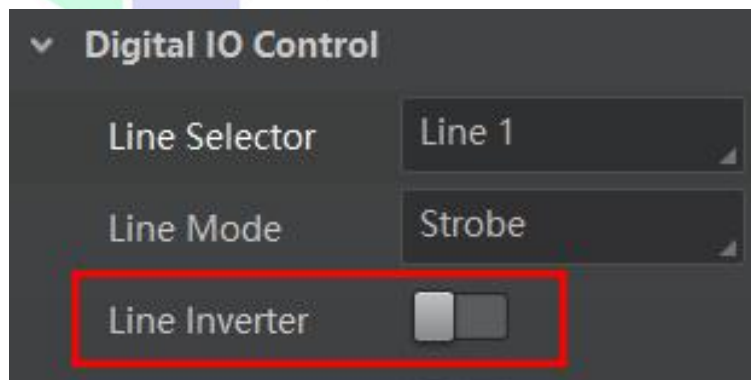 Digital IO Control
Line Selector Line 1
Line Mode Strobe
Line Inverter